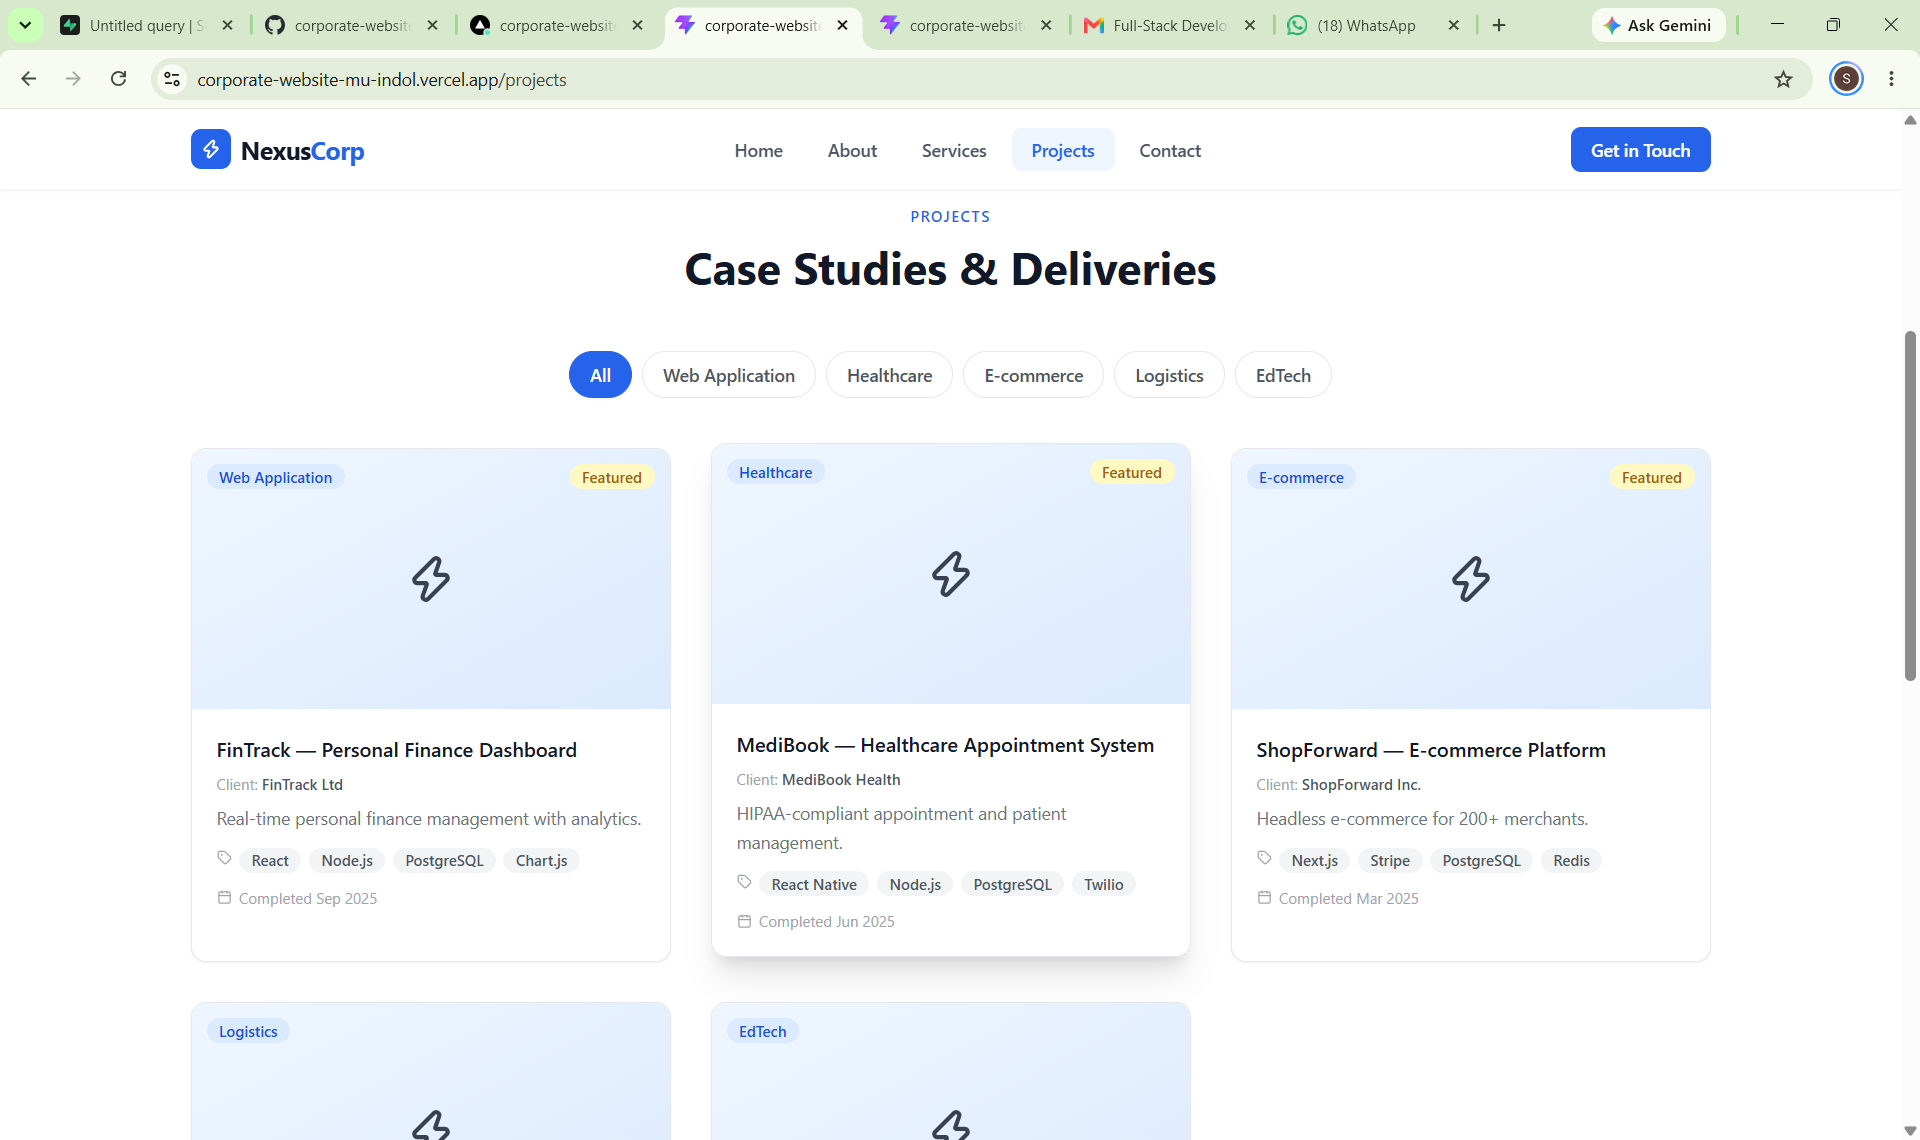 Untitled query | S
corporate-website
corporate-website
corporate-website
corporate-website
Full-Stack Develo
(18) WhatsApp
Ask Gemini
corporate-website-mu-indol.vercel.app/projects
S
NexusCorp
Home
About
Services
Projects
Contact
Get in Touch
PROJECTS
Case Studies & Deliveries
All
Web Application
Healthcare
E-commerce
Logistics
EdTech
Web Application
Featured
FinTrack — Personal Finance Dashboard
Client: FinTrack Ltd
Real-time personal finance management with analytics.
React Node.js PostgreSQL Chart.js
Completed Sep 2025
Healthcare
Featured
MediBook — Healthcare Appointment System
Client: MediBook Health
HIPAA-compliant appointment and patient
management.
React Native Node.js PostgreSQL Twilio
Completed Jun 2025
E-commerce
Featured
ShopForward — E-commerce Platform
Client: ShopForward Inc.
Headless e-commerce for 200+ merchants.
Next.js Stripe PostgreSQL Redis
Completed Mar 2025
Logistics
EdTech